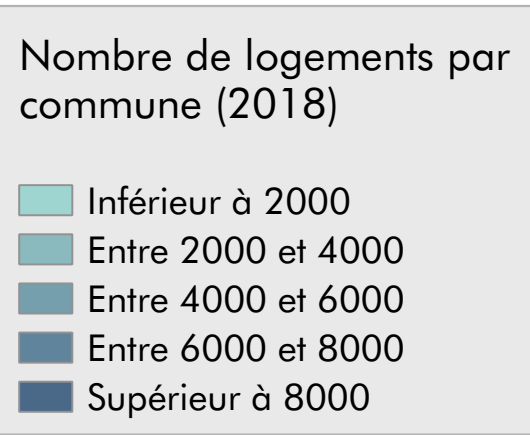 Nombre de logements par
commune (2018)
Inférieur à 2000
Entre 2000 et 4000
Entre 4000 et 6000
Entre 6000 et 8000
Supérieur à 8000